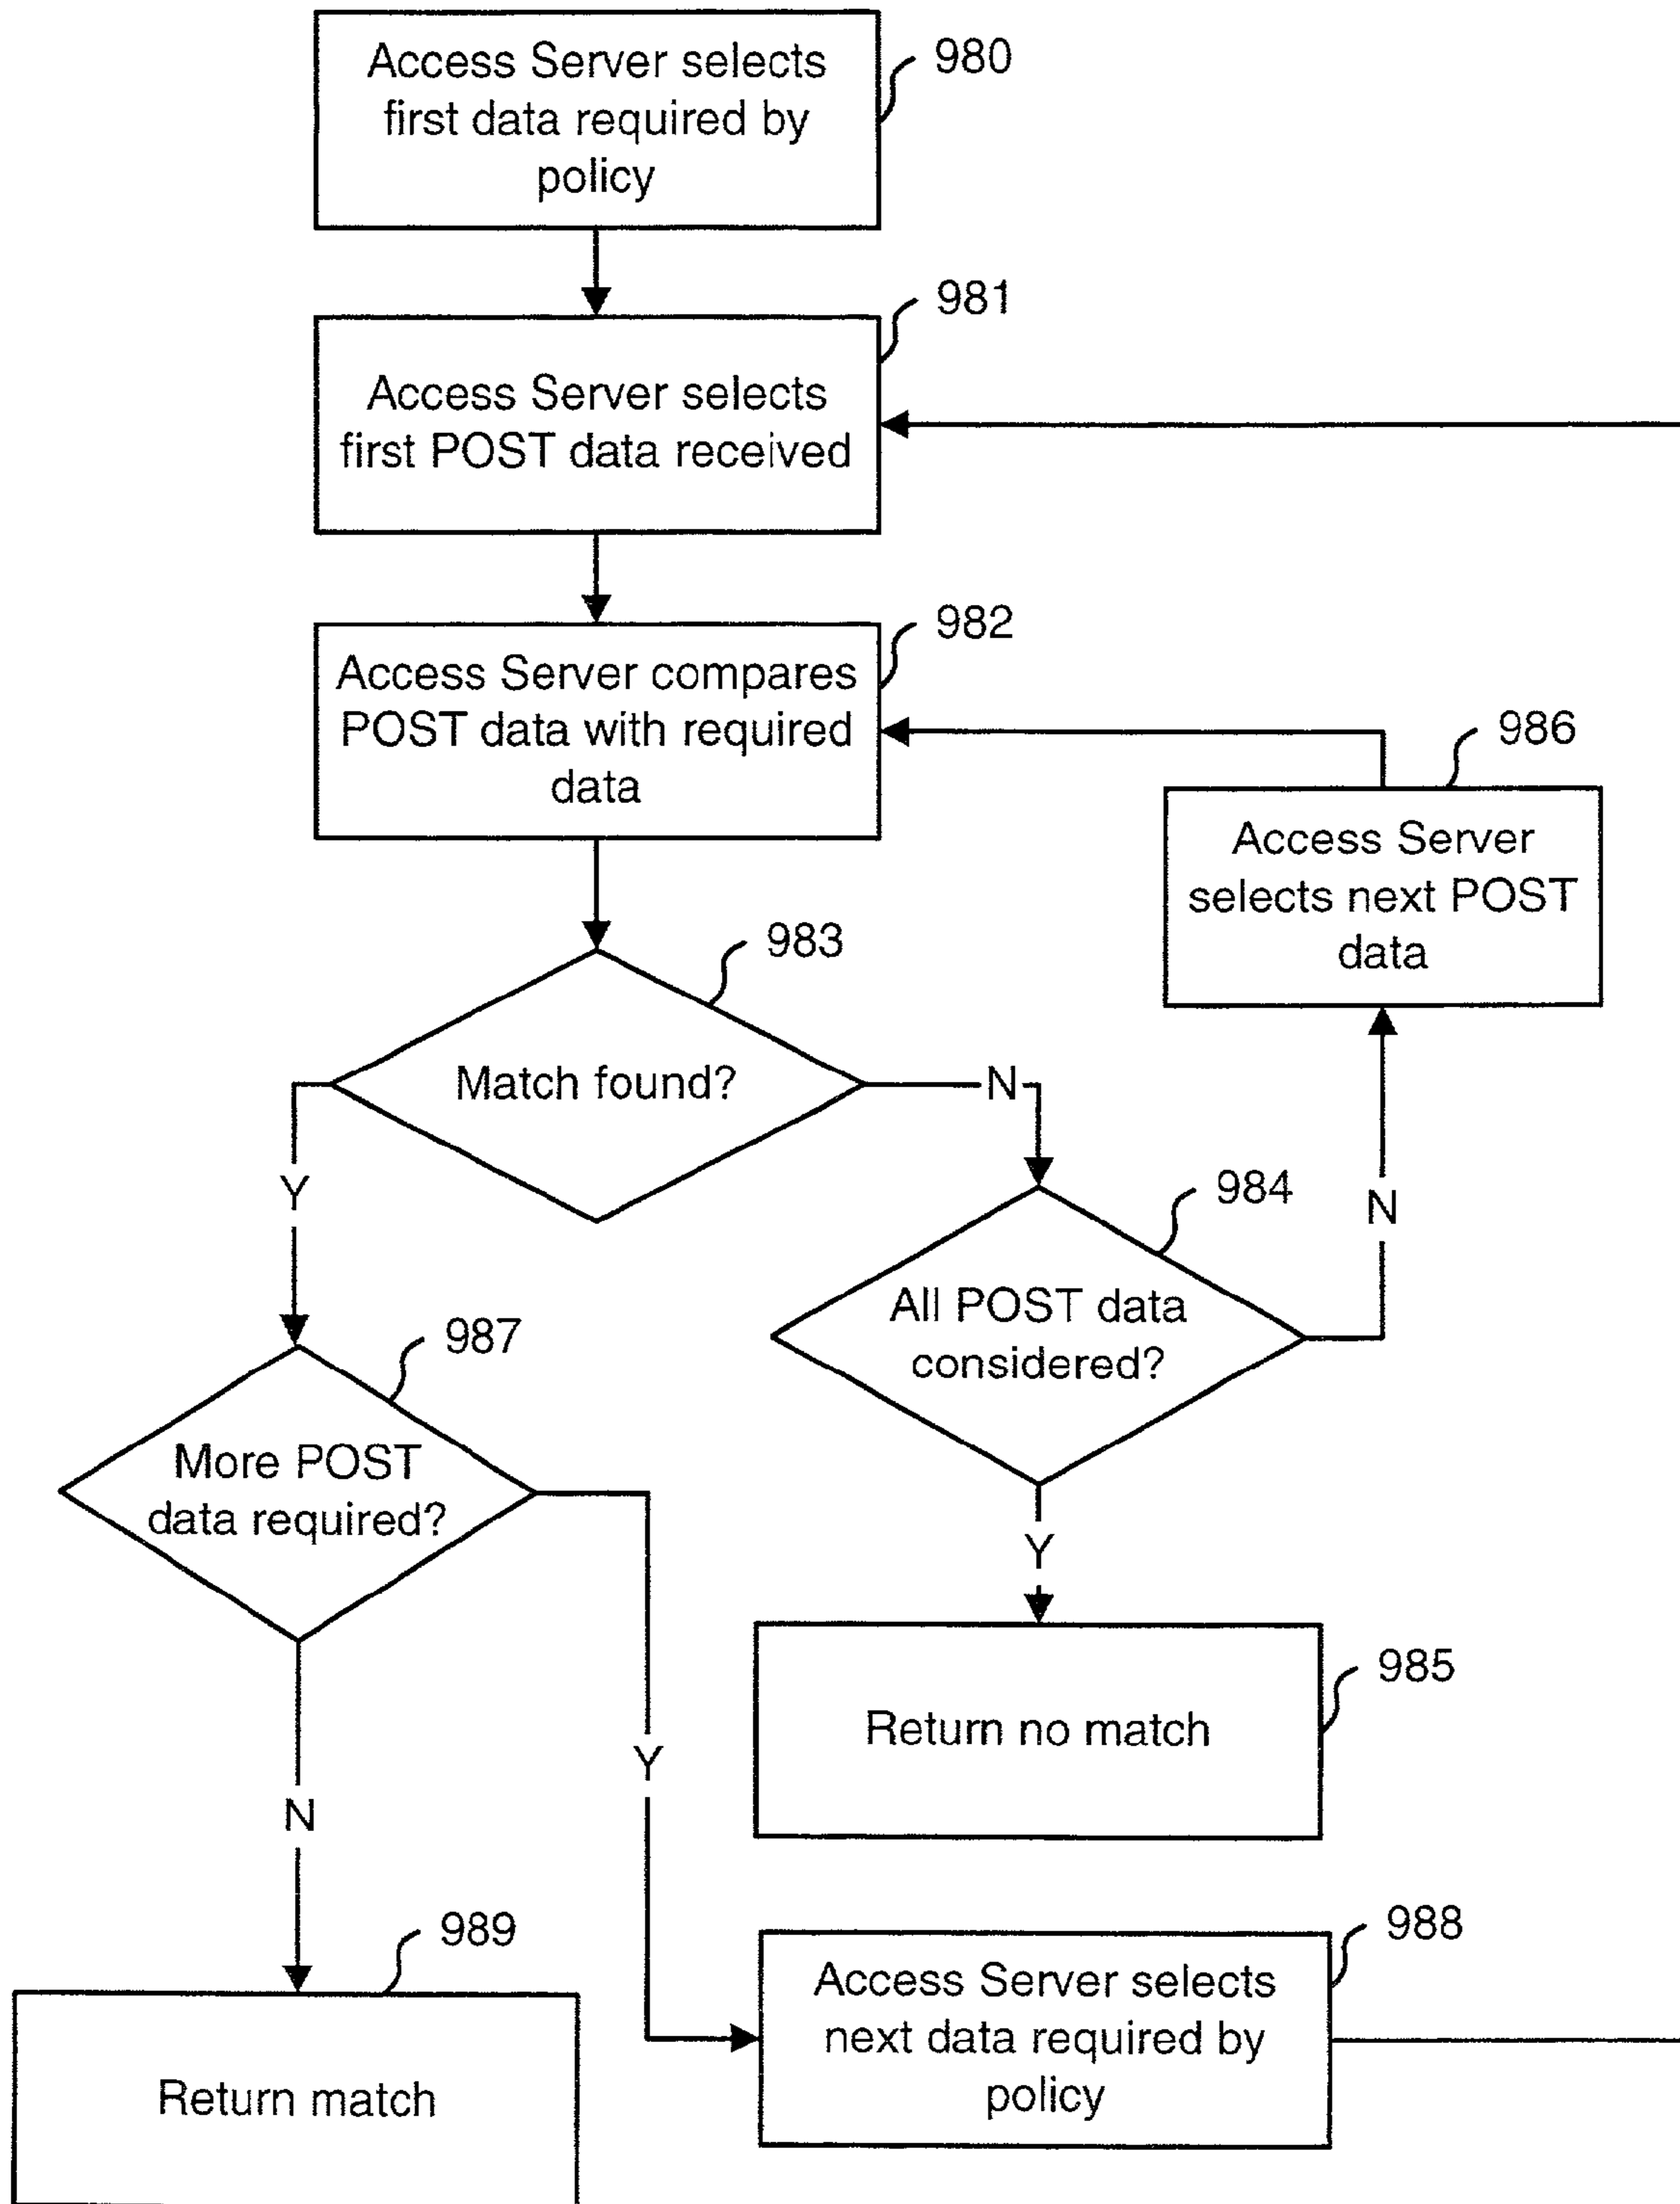 Access Server selects
first data required by
policy
980
Access Server selects
first POST data received
981
Access Server compares
POST data with required
data
982
Access Server
selects next POST
data
986
Match found?
983
N
Y
All POST data
considered?
984
N
Y
More POST
data required?
987
Y
N
Return no match
985
Access Server selects
next data required by
policy
988
Return match
989